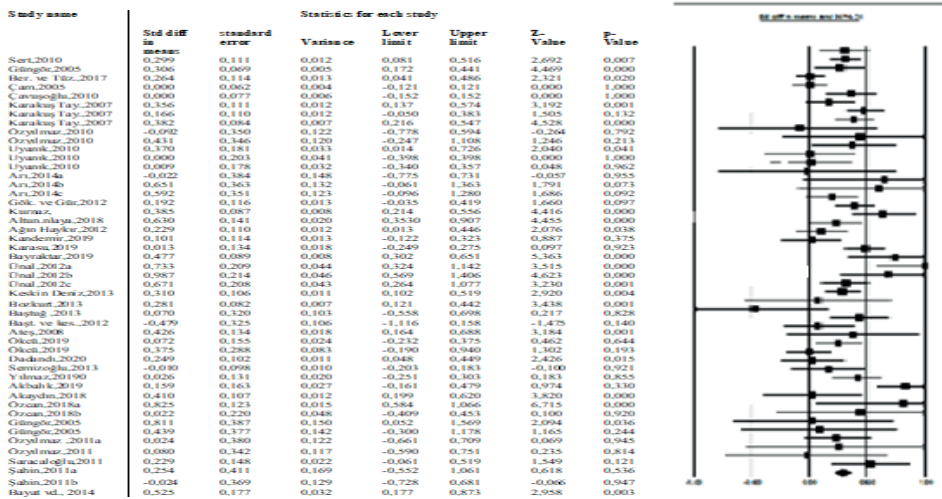 Study name Statistics for each study
Std diff in means standard error Variance Lower limit Upper limit Z-Value p-Value
Sert,2010 0,299 0,111 0,012 0,081 0,516 2,692 0,007
Güngör,2005 0,306 0,069 0,005 0,172 0,441 4,469 0,000
Ber. ve Tüz.,2017 0,264 0,114 0,013 0,041 0,486 2,321 0,020
Çam,2005 0,000 0,062 0,004 -0,121 0,121 0,000 1,000
Çavuşoğlu,2010 0,000 0,077 0,006 -0,152 0,152 0,000 1,000
Karakuş Tay.,2007 0,356 0,111 0,012 0,137 0,574 3,192 0,001
Karakuş Tay.,2007 0,166 0,110 0,012 -0,050 0,383 1,505 0,132
Karakuş Tay.,2007 0,382 0,084 0,007 0,216 0,547 4,528 0,000
Özyılmaz,2010 -0,092 0,350 0,122 -0,778 0,594 -0,264 0,792
Özyılmaz,2010 0,431 0,346 0,120 -0,247 1,108 1,246 0,213
Uyanık,2010 0,370 0,181 0,033 0,014 0,726 2,040 0,041
Uyanık,2010 0,000 0,203 0,041 -0,398 0,398 0,000 1,000
Uyanık,2010 0,009 0,178 0,032 -0,340 0,357 0,048 0,962
Arı,2014a -0,022 0,384 0,148 -0,775 0,731 -0,057 0,955
Arı,2014b 0,651 0,363 0,132 -0,061 1,363 1,791 0,073
Arı,2014c 0,592 0,351 0,123 -0,096 1,280 1,686 0,092
Gök. ve Gür,2012 0,192 0,116 0,013 -0,035 0,419 1,660 0,097
Kurnaz, 0,385 0,087 0,008 0,214 0,556 4,416 0,000
Altun.nlaya,2018 0,630 0,141 0,020 0,3530 0,907 4,455 0,000
Ağın Haykır,2012 0,229 0,110 0,012 0,013 0,446 2,076 0,038
Kandemir,2019 0,101 0,114 0,013 -0,122 0,323 0,887 0,375
Karasu,2019 0,013 0,134 0,018 -0,249 0,275 0,097 0,923
Bayraktar,2019 0,477 0,089 0,008 0,302 0,651 5,363 0,000
Ünal,2012a 0,733 0,209 0,044 0,324 1,142 3,515 0,000
Ünal,2012b 0,987 0,214 0,046 0,569 1,406 4,623 0,000
Ünal,2012c 0,671 0,208 0,043 0,264 1,077 3,230 0,001
Keskin Deniz,2013 0,310 0,106 0,011 0,102 0,519 2,920 0,004
Bozkurt,2013 0,281 0,082 0,007 0,121 0,442 3,438 0,001
Baştuğ ,2013 0,070 0,320 0,103 -0,558 0,698 0,217 0,828
Başt. ve kes.,2012 -0,479 0,325 0,106 -1,116 0,158 -1,475 0,140
Ateş,2008 0,426 0,134 0,018 0,164 0,688 3,184 0,001
Ökcü,2019 0,072 0,155 0,024 -0,232 0,375 0,462 0,644
Ökcü,2019 0,375 0,288 0,083 -0,190 0,940 1,302 0,193
Dadandı,2020 0,249 0,102 0,011 0,048 0,449 2,426 0,015
Semizoğlu,2013 -0,010 0,098 0,010 -0,203 0,183 -0,100 0,921
Yılmaz,20190 0,026 0,131 0,020 -0,251 0,303 0,183 0,855
Akbalık,2019 0,159 0,163 0,027 -0,161 0,479 0,974 0,330
Akaydın,2018 0,410 0,107 0,012 0,199 0,620 3,820 0,000
Özcan,2018a 0,825 0,123 0,015 0,584 1,066 6,715 0,000
Özcan,2018b 0,022 0,220 0,048 -0,409 0,453 0,100 0,920
Güngör,2005 0,811 0,387 0,150 0,052 1,569 2,094 0,036
Güngör,2005 0,439 0,377 0,142 -0,300 1,178 1,165 0,244
Özyılmaz ,2011a 0,024 0,380 0,122 -0,661 0,709 0,069 0,945
Özyılmaz,2011 0,080 0,342 0,117 -0,590 0,751 0,235 0,814
Saracaloğlu,2011 0,229 0,148 0,022 -0,061 0,519 1,549 0,121
Şahin,2011a 0,254 0,411 0,169 -0,552 1,061 0,618 0,536
Şahin,2011b -0,024 0,369 0,129 -0,728 0,681 -0,066 0,947
Bayat vd., 2014 0,525 0,177 0,032 0,177 0,873 2,958 0,003